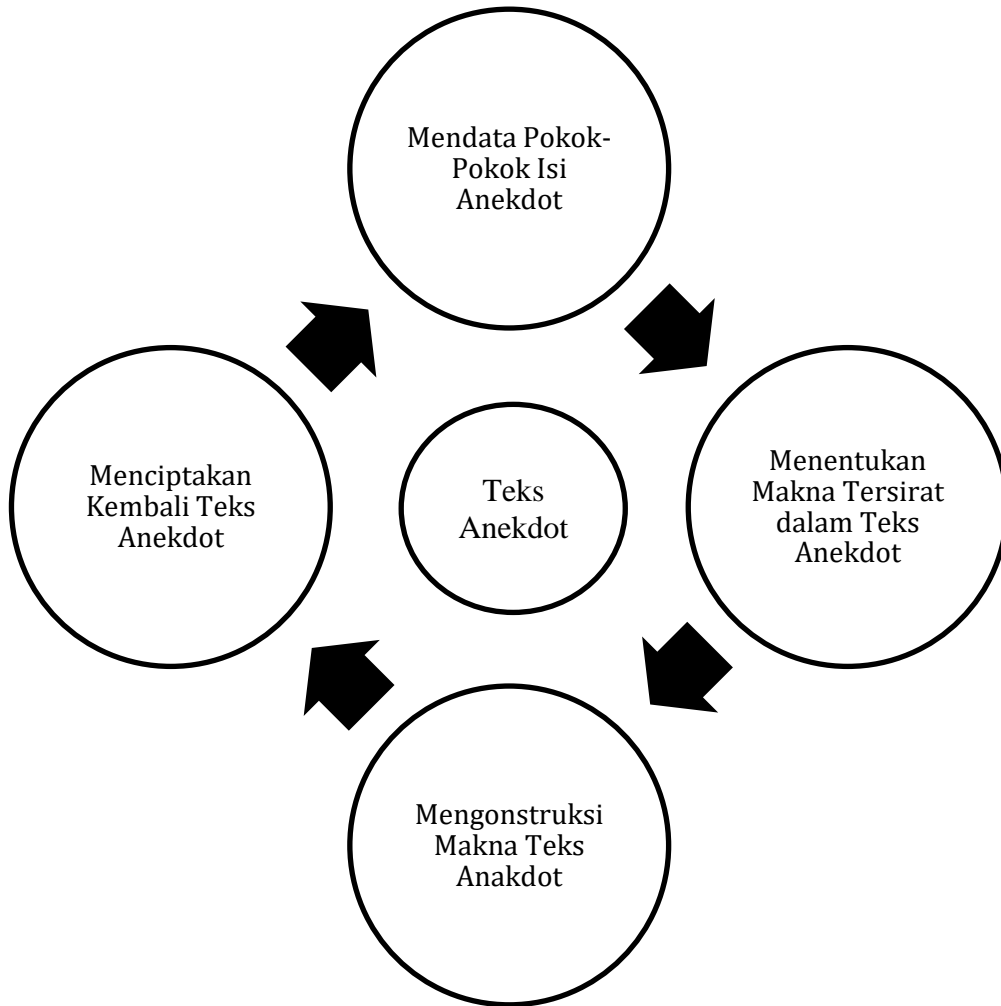 Mendata Pokok-
Pokok Isi
Anekdot
Menentukan
Makna Tersirat
dalam Teks
Anekdot
Mengonstruksi
Makna Teks
Anakdot
Menciptakan
Kembali Teks
Anekdot
Teks
Anekdot